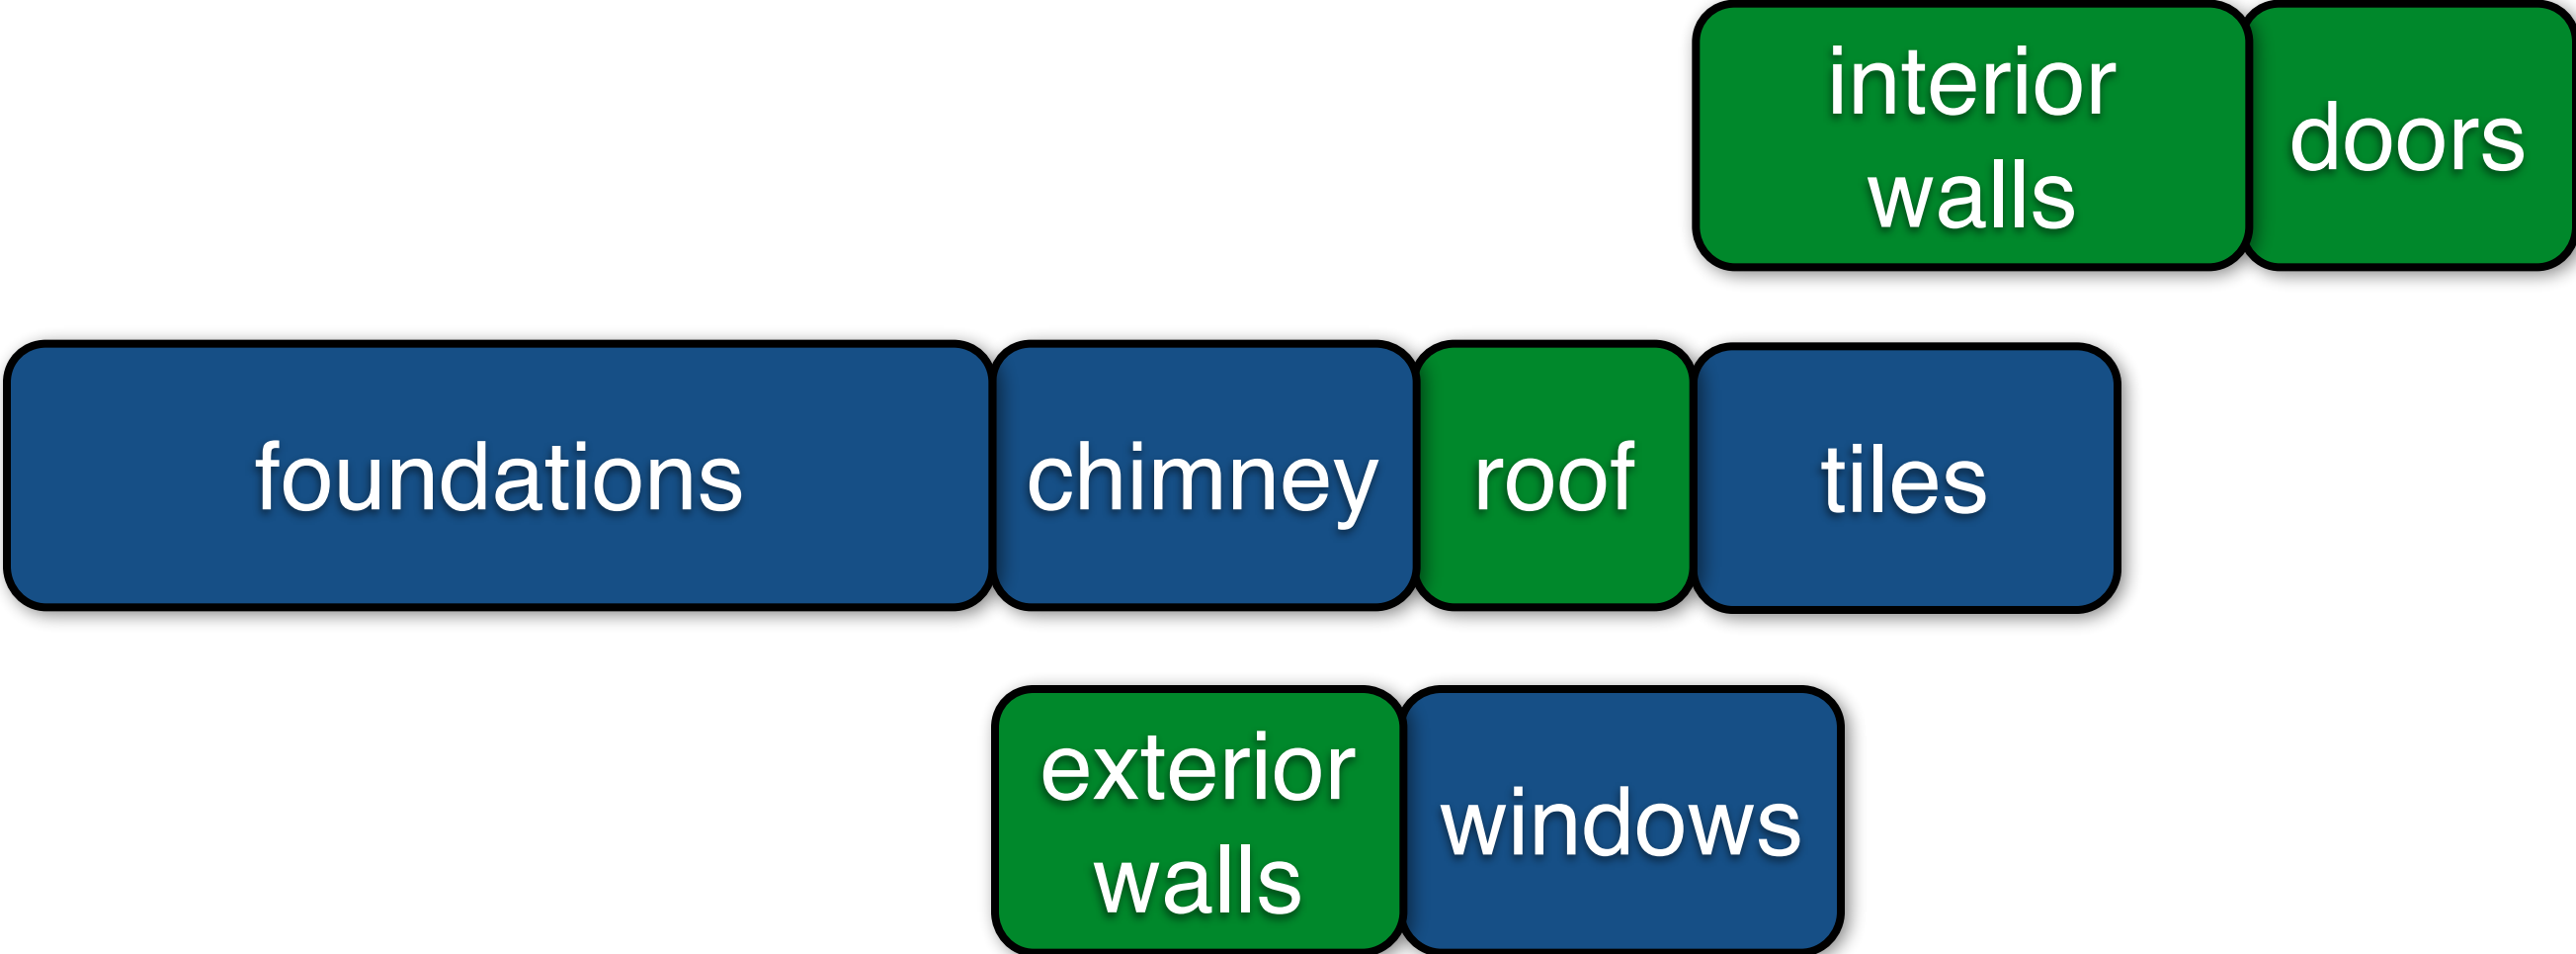 interior
walls
doors
foundations
chimney
roof
tiles
exterior
walls
windows